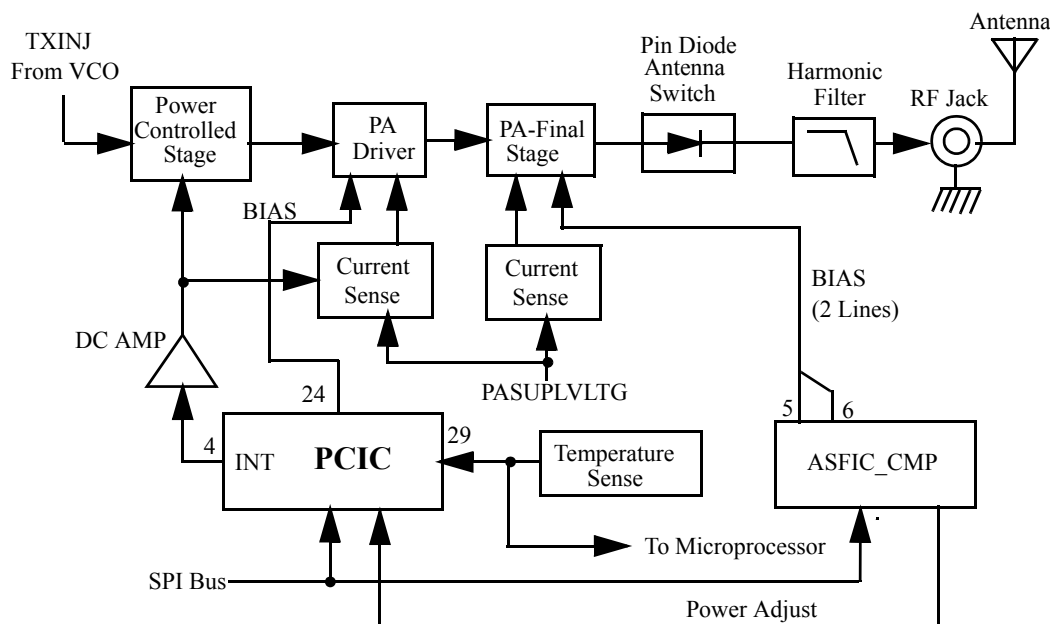 Antenna
TXINJ
From VCO
Pin Diode
Antenna
Switch
Harmonic
Filter
RF Jack
Power
Controlled
Stage
PA
Driver
PA-Final
Stage
BIAS
Current
Sense
Current
Sense
BIAS
(2 Lines)
DC AMP
PASUPLVLTG
24
5
6
4
INT
PCIC
29
Temperature
Sense
ASFIC_CMP
To Microprocessor
SPI Bus
Power Adjust